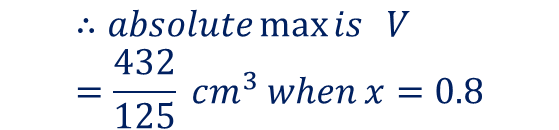 ∴ absolute max is V
= 432/125 cm³ when x = 0.8